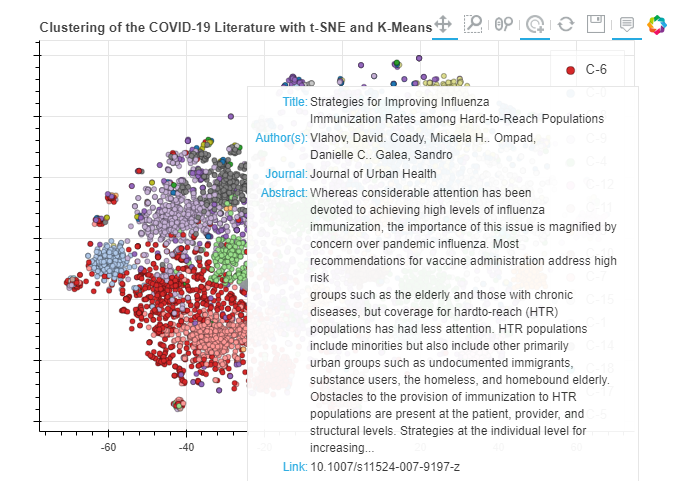 Clustering of the COVID-19 Literature with t-SNE and K-Means
C-6
Title: Strategies for Improving Influenza
Immunization Rates among Hard-to-Reach Populations
Author(s): Vlahov, David. Coady, Micaela H.. Ompad,
Danielle C.. Galea, Sandro
Journal: Journal of Urban Health
Abstract: Whereas considerable attention has been
devoted to achieving high levels of influenza
immunization, the importance of this issue is magnified by
concern over pandemic influenza. Most
recommendations for vaccine administration address high
risk
groups such as the elderly and those with chronic
diseases, but coverage for hardto-reach (HTR)
populations has had less attention. HTR populations
include minorities but also include other primarily
urban groups such as undocumented immigrants,
substance users, the homeless, and homebound elderly.
Obstacles to the provision of immunization to HTR
populations are present at the patient, provider, and
structural levels. Strategies at the individual level for
increasing...
Link: 10.1007/s11524-007-9197-z
-60 -40